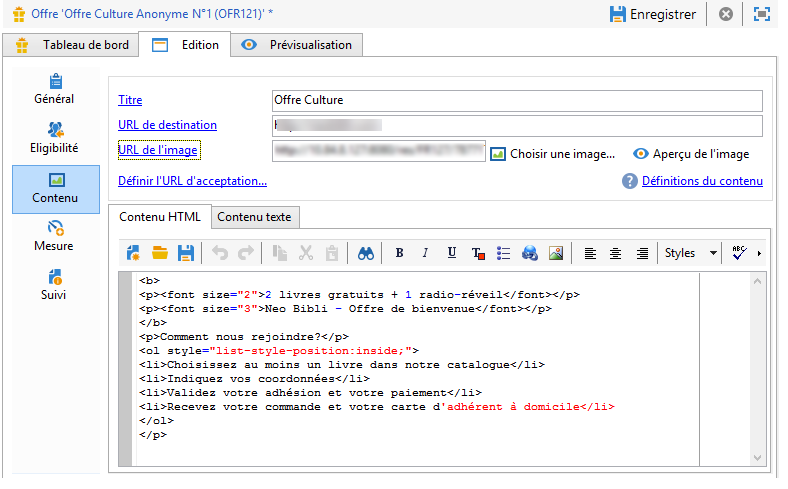 Offre 'Offre Culture Anonyme N°1 (OFR121)' *
Enregistrer
Tableau de bord
Edition
Prévisualisation
Général
Eligibilité
Contenu
Mesure
Suivi
Titre
Offre Culture
URL de destination
URL de l'image
Choisir une image...
Aperçu de l'image
Définir l'URL d'acceptation...
Définitions du contenu
Contenu HTML
Contenu texte
B I U T
Styles
ABC
<b>
<p><font size="2">2 livres gratuits + 1 radio-réveil</font></p>
<p><font size="3">Neo Bibli - Offre de bienvenue</font></p>
</b>
<p>Comment nous rejoindre?</p>
<ol style="list-style-position:inside;">
<li>Choisissez au moins un livre dans notre catalogue</li>
<li>Indiquez vos coordonnées</li>
<li>Validez votre adhésion et votre paiement</li>
<li>Recevez votre commande et votre carte d'adhérent à domicile</li>
</ol>
</p>